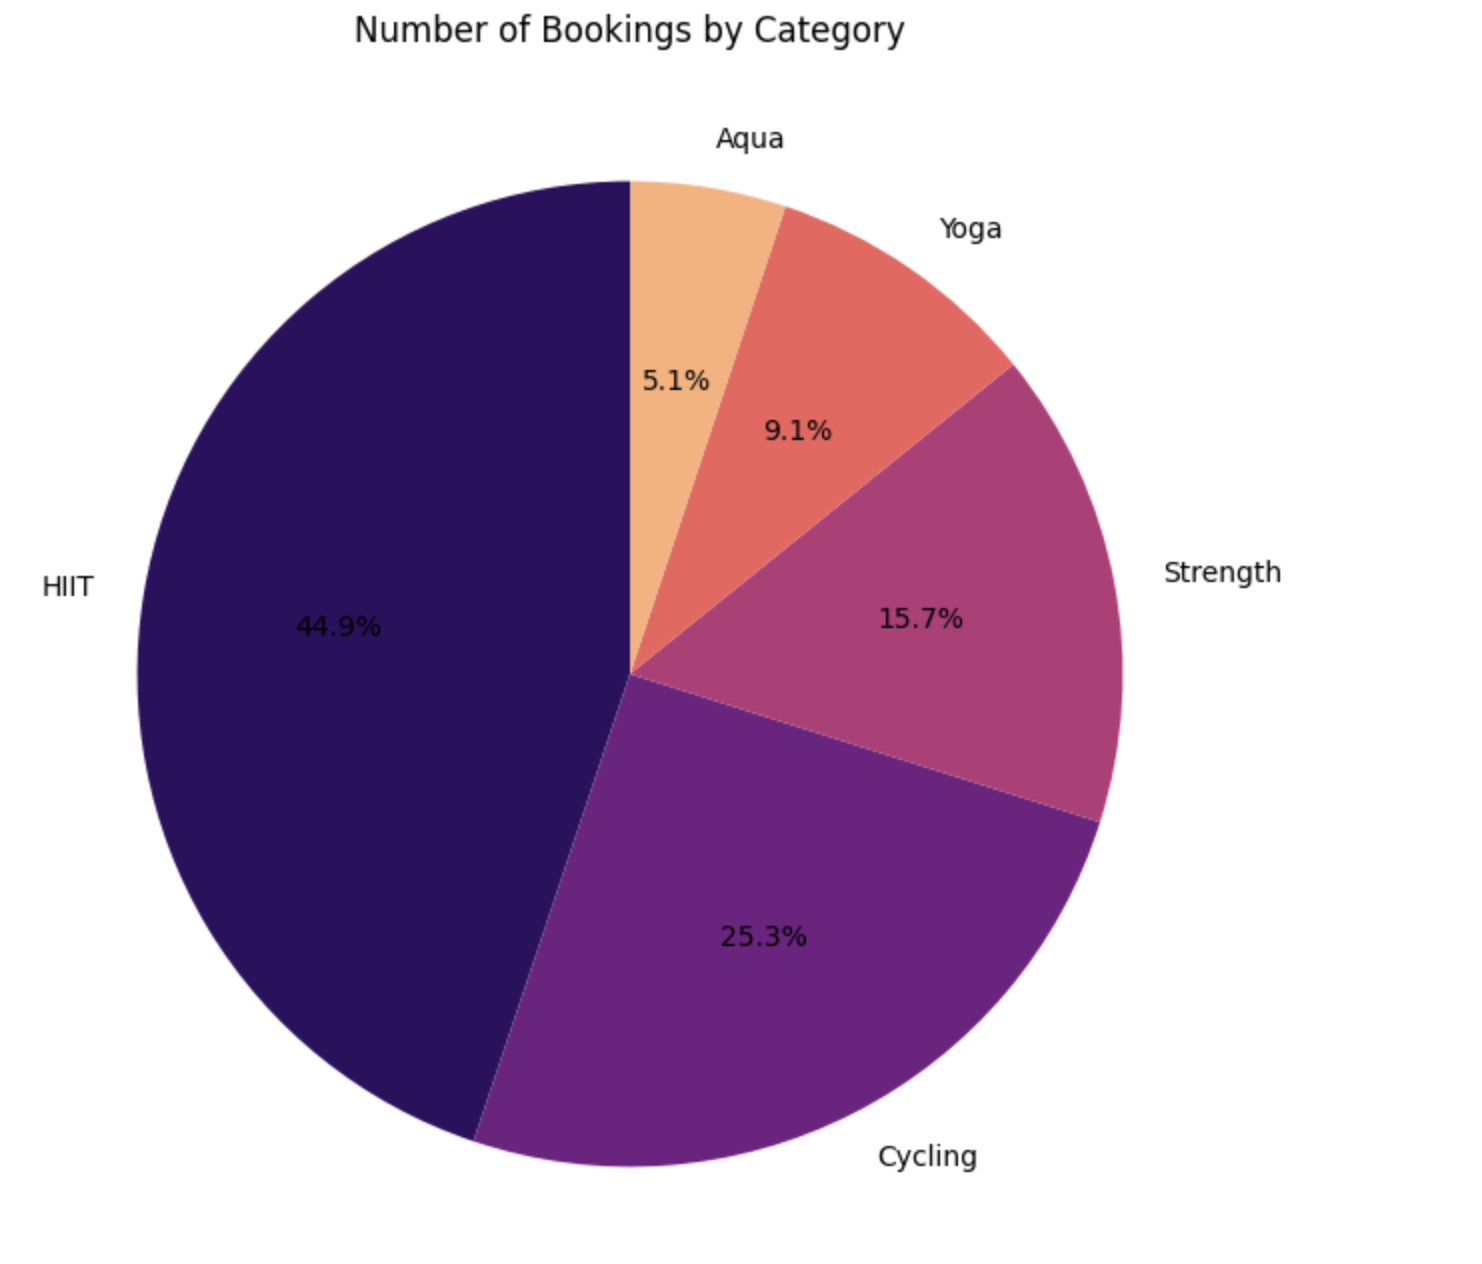 Number of Bookings by Category
Aqua
Yoga
5.1%
9.1%
Strength
HIIT
15.7%
44.9%
25.3%
Cycling